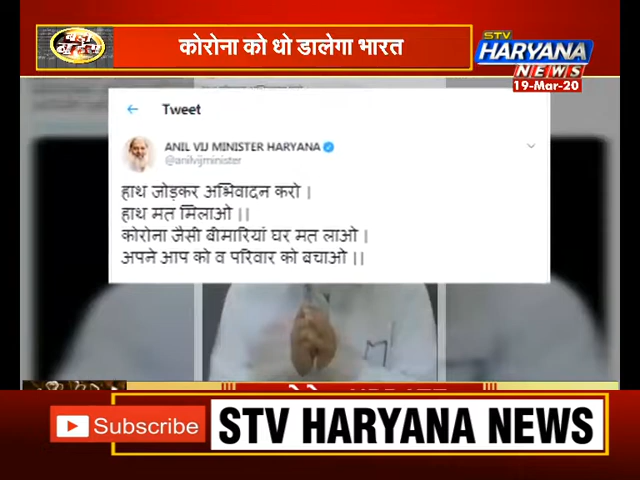 कोरोना को धो डालेगा भारत
STV
HARYANA
NEWS
19-Mar-20
Tweet
ANIL VIJ MINISTER HARYANA
@anilvijminister
हाथ जोड़कर अभिवादन करो ।
हाथ मत मिलाओ ।।
कोरोना जैसी बीमारियां घर मत लाओ ।
अपने आप को व परिवार को बचाओ ।।
Subscribe
STV HARYANA NEWS